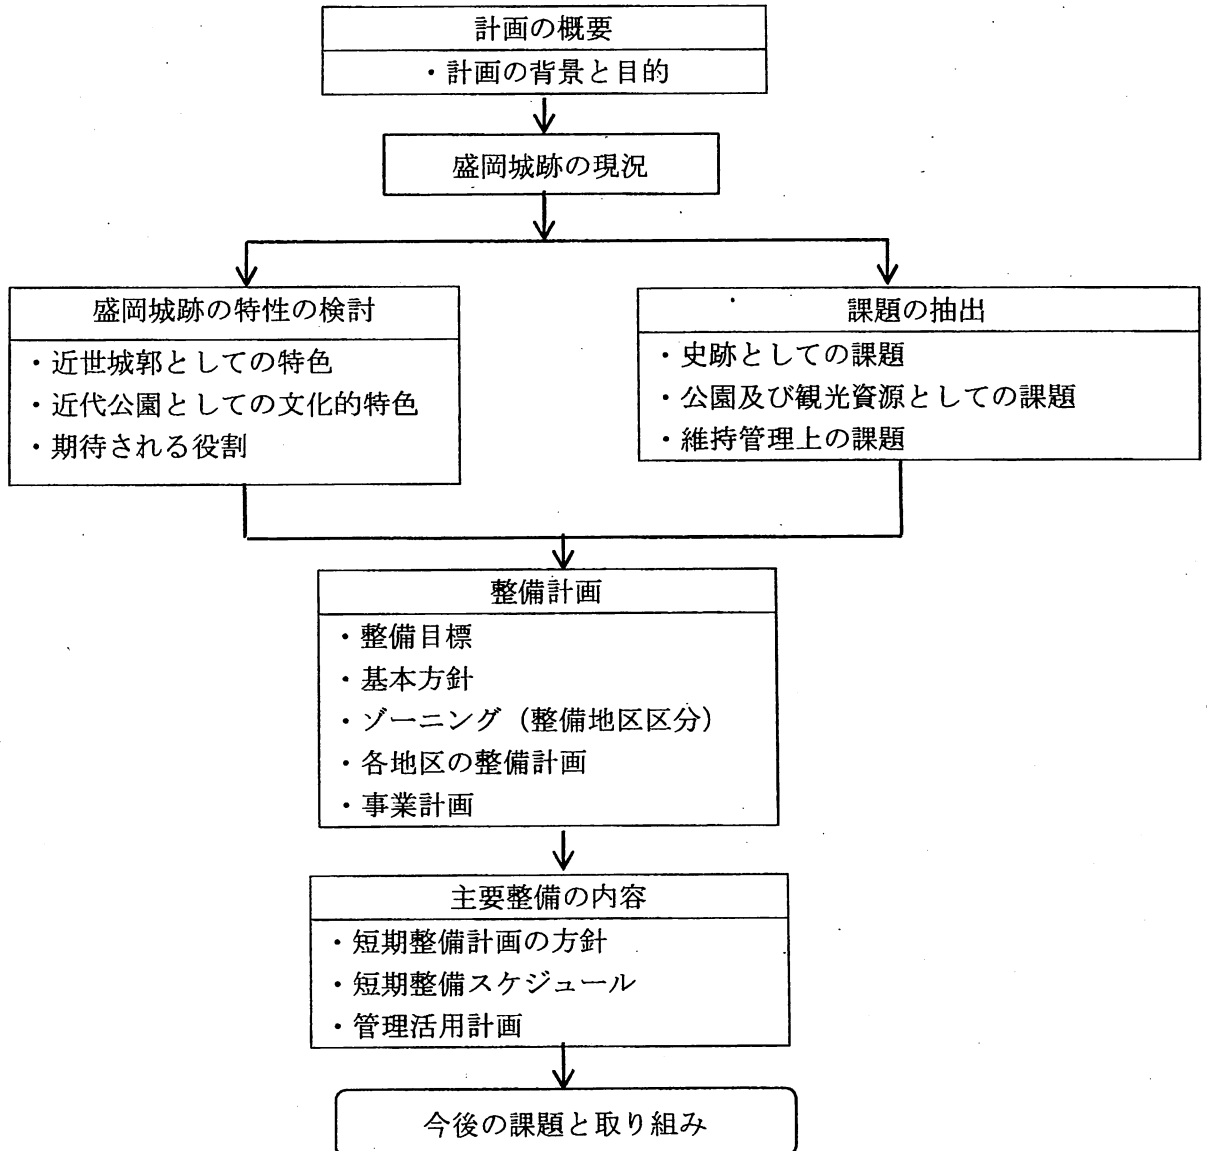 計画の概要
・計画の背景と目的
盛岡城跡の現況
盛岡城跡の特性の検討
・近世城郭としての特色
・近代公園としての文化的特色
・期待される役割
課題の抽出
・史跡としての課題
・公園及び観光資源としての課題
・維持管理上の課題
整備計画
・整備目標
・基本方針
・ゾーニング（整備地区区分）
・各地区の整備計画
・事業計画
主要整備の内容
・短期整備計画の方針
・短期整備スケジュール
・管理活用計画
今後の課題と取り組み